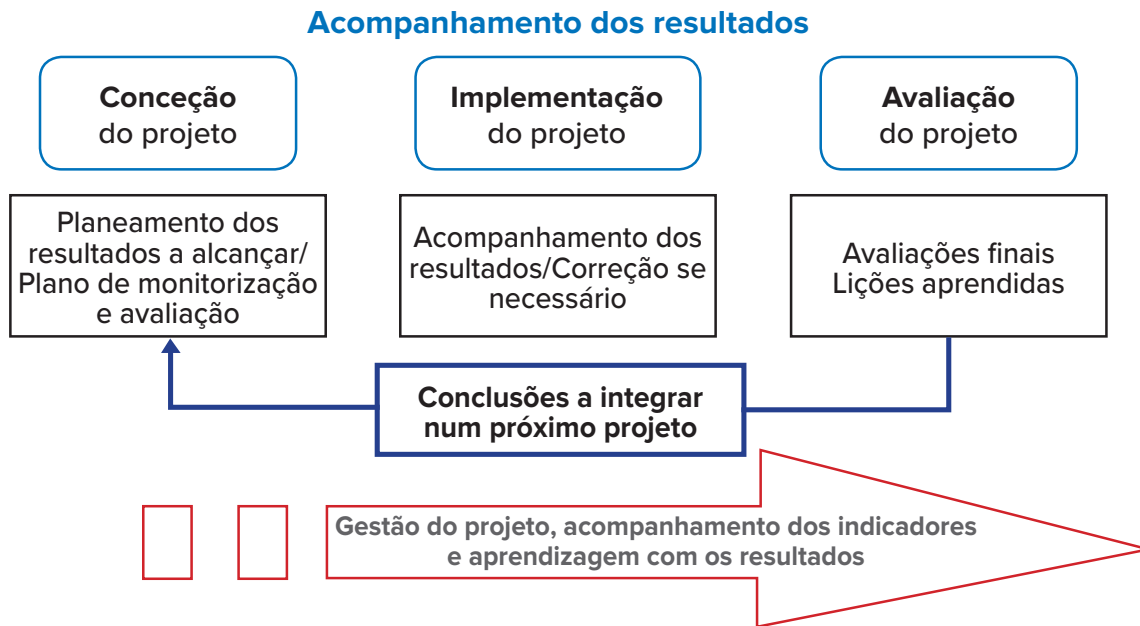 Acompanhamento dos resultados
Conceção
do projeto
Implementação
do projeto
Avaliação
do projeto
Planeamento dos
resultados a alcançar/
Plano de monitorização
e avaliação
Acompanhamento dos
resultados/Correção se
necessário
Avaliações finais
Lições aprendidas
Conclusões a integrar
num próximo projeto
Gestão do projeto, acompanhamento dos indicadores
e aprendizagem com os resultados